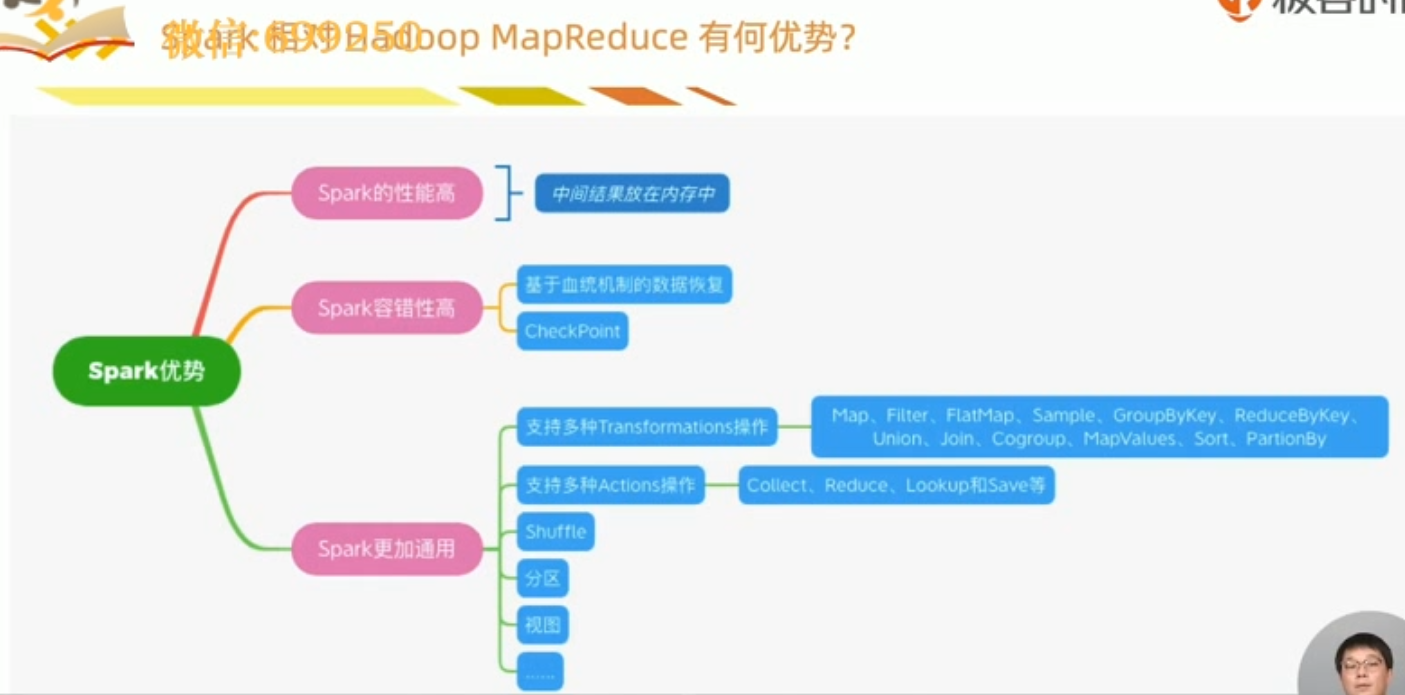 Spark 相对 Hadoop MapReduce 有何优势?
微信:699250
Spark的性能高
中间结果放在内存中
Spark容错性高
基于血统机制的数据恢复
CheckPoint
Spark优势
支持多种Transformations操作
Map、Filter、FlatMap、Sample、GroupByKey、ReduceByKey、
Union、Join、Cogroup、MapValues、Sort、PartionBy
支持多种Actions操作
Collect、Reduce、Lookup和Save等
Spark更加通用
Shuffle
分区
视图
……